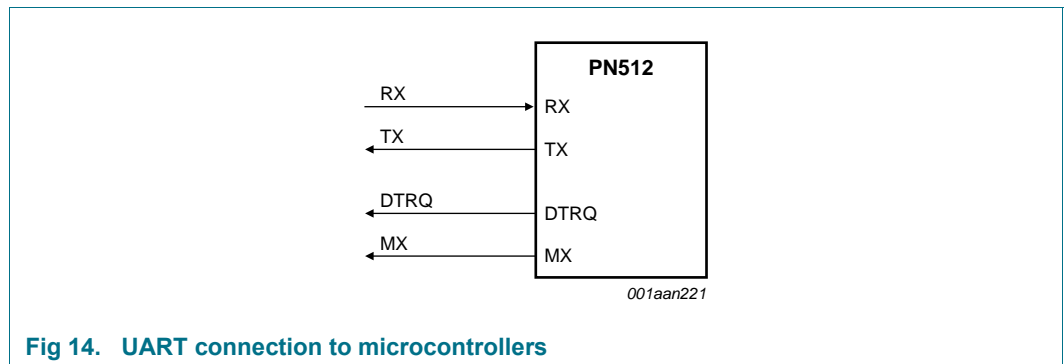 PN512
RX RX
TX TX
DTRQ DTRQ
MX MX
001aan221
Fig 14. UART connection to microcontrollers